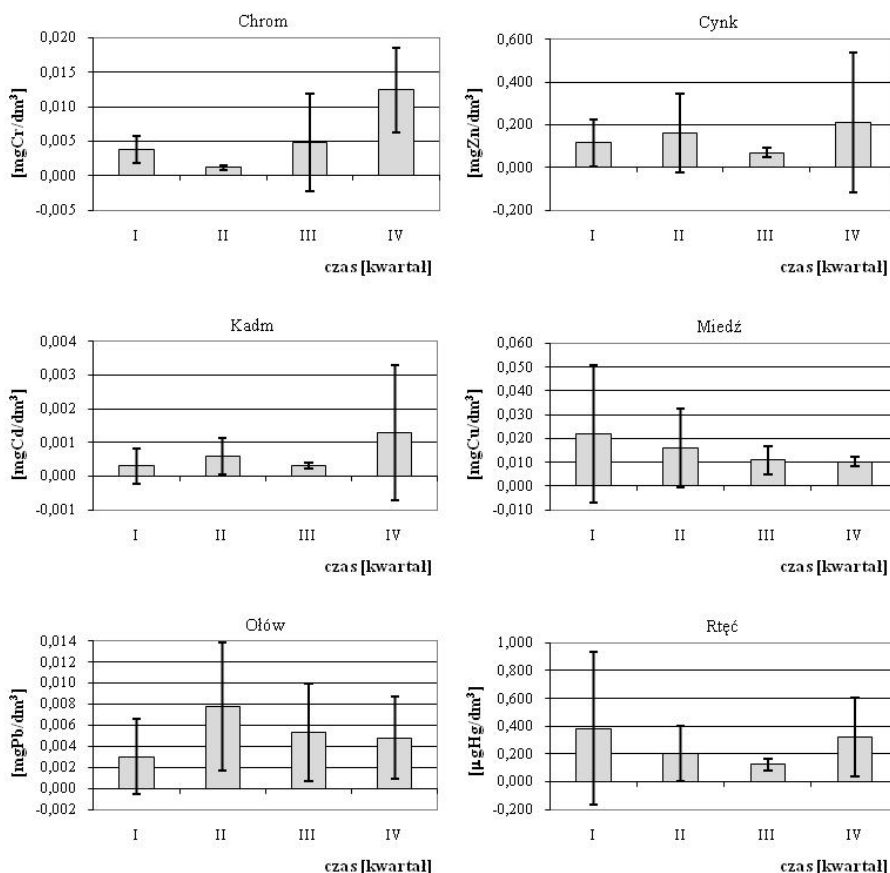 Chrom
[mgCr/dm³]
0,020
0,015
0,010
0,005
0,000
-0,005
I II III IV
czas [kwartał]
Cynk
[mgZn/dm³]
0,600
0,400
0,200
0,000
-0,200
I II III IV
czas [kwartał]
Kadm
[mgCd/dm³]
0,004
0,003
0,002
0,001
0,000
-0,001
I II III IV
czas [kwartał]
Miedź
[mgCu/dm³]
0,060
0,050
0,040
0,030
0,020
0,010
0,000
-0,010
I II III IV
czas [kwartał]
Ołów
[mgPb/dm³]
0,014
0,012
0,010
0,008
0,006
0,004
0,002
0,000
-0,002
I II III IV
czas [kwartał]
Rtęć
[µgHg/dm³]
1,000
0,800
0,600
0,400
0,200
0,000
-0,200
I II III IV
czas [kwartał]